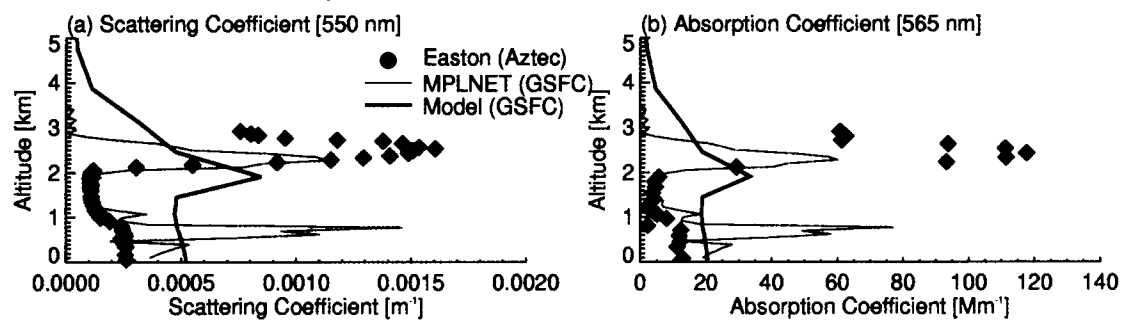 (a) Scattering Coefficient [550 nm]
5
4
3
2
1
0
Altitude [km]
Easton (Aztec)
MPLNET (GSFC)
Model (GSFC)
0.0000 0.0005 0.0010 0.0015 0.0020
Scattering Coefficient [m⁻¹]
(b) Absorption Coefficient [565 nm]
5
4
3
2
1
0
Altitude [km]
0 20 40 60 80 100 120 140
Absorption Coefficient [Mm⁻¹]